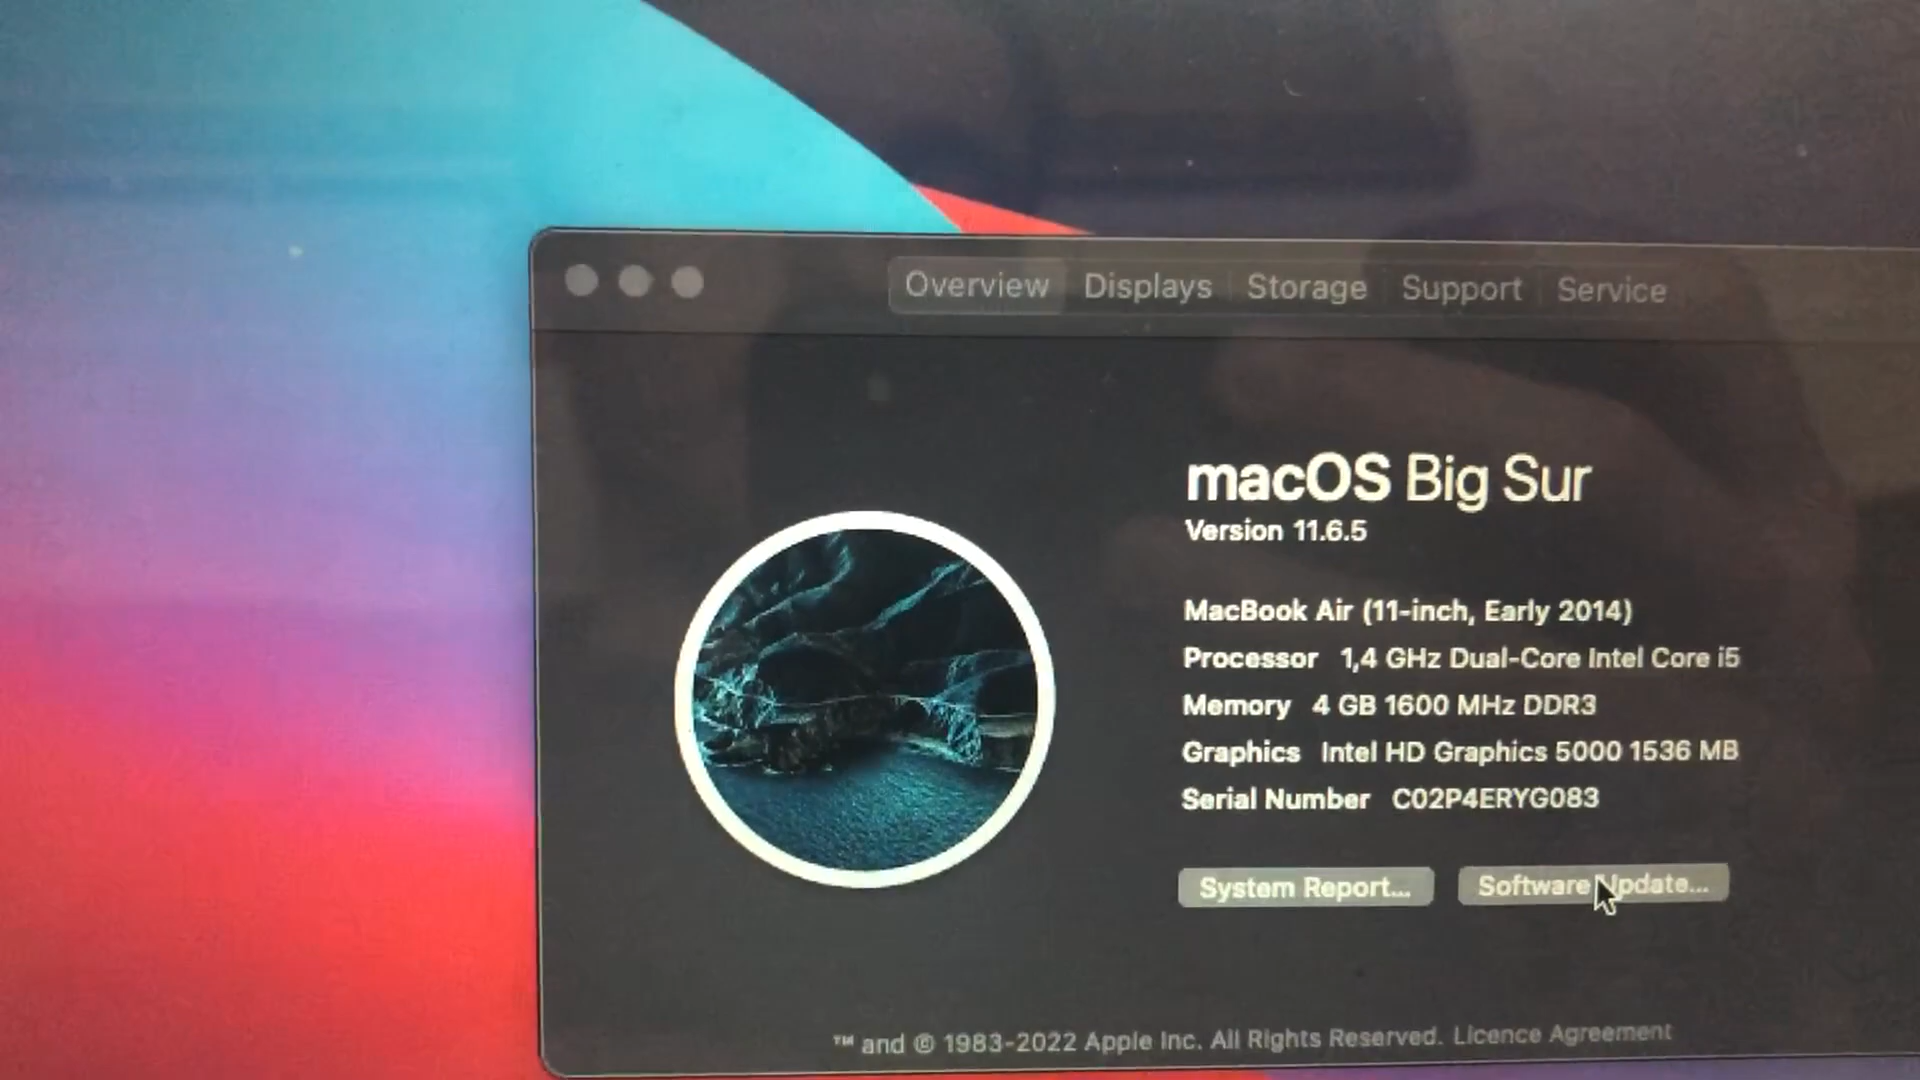 Overview Displays Storage Support Service
macOS Big Sur
Version 11.6.5
MacBook Air (11-inch, Early 2014)
Processor 1,4 GHz Dual-Core Intel Core i5
Memory 4 GB 1600 MHz DDR3
Graphics Intel HD Graphics 5000 1536 MB
Serial Number C02P4ERYG083
System Report... Software Update...
™ and © 1983-2022 Apple Inc. All Rights Reserved. Licence Agreement